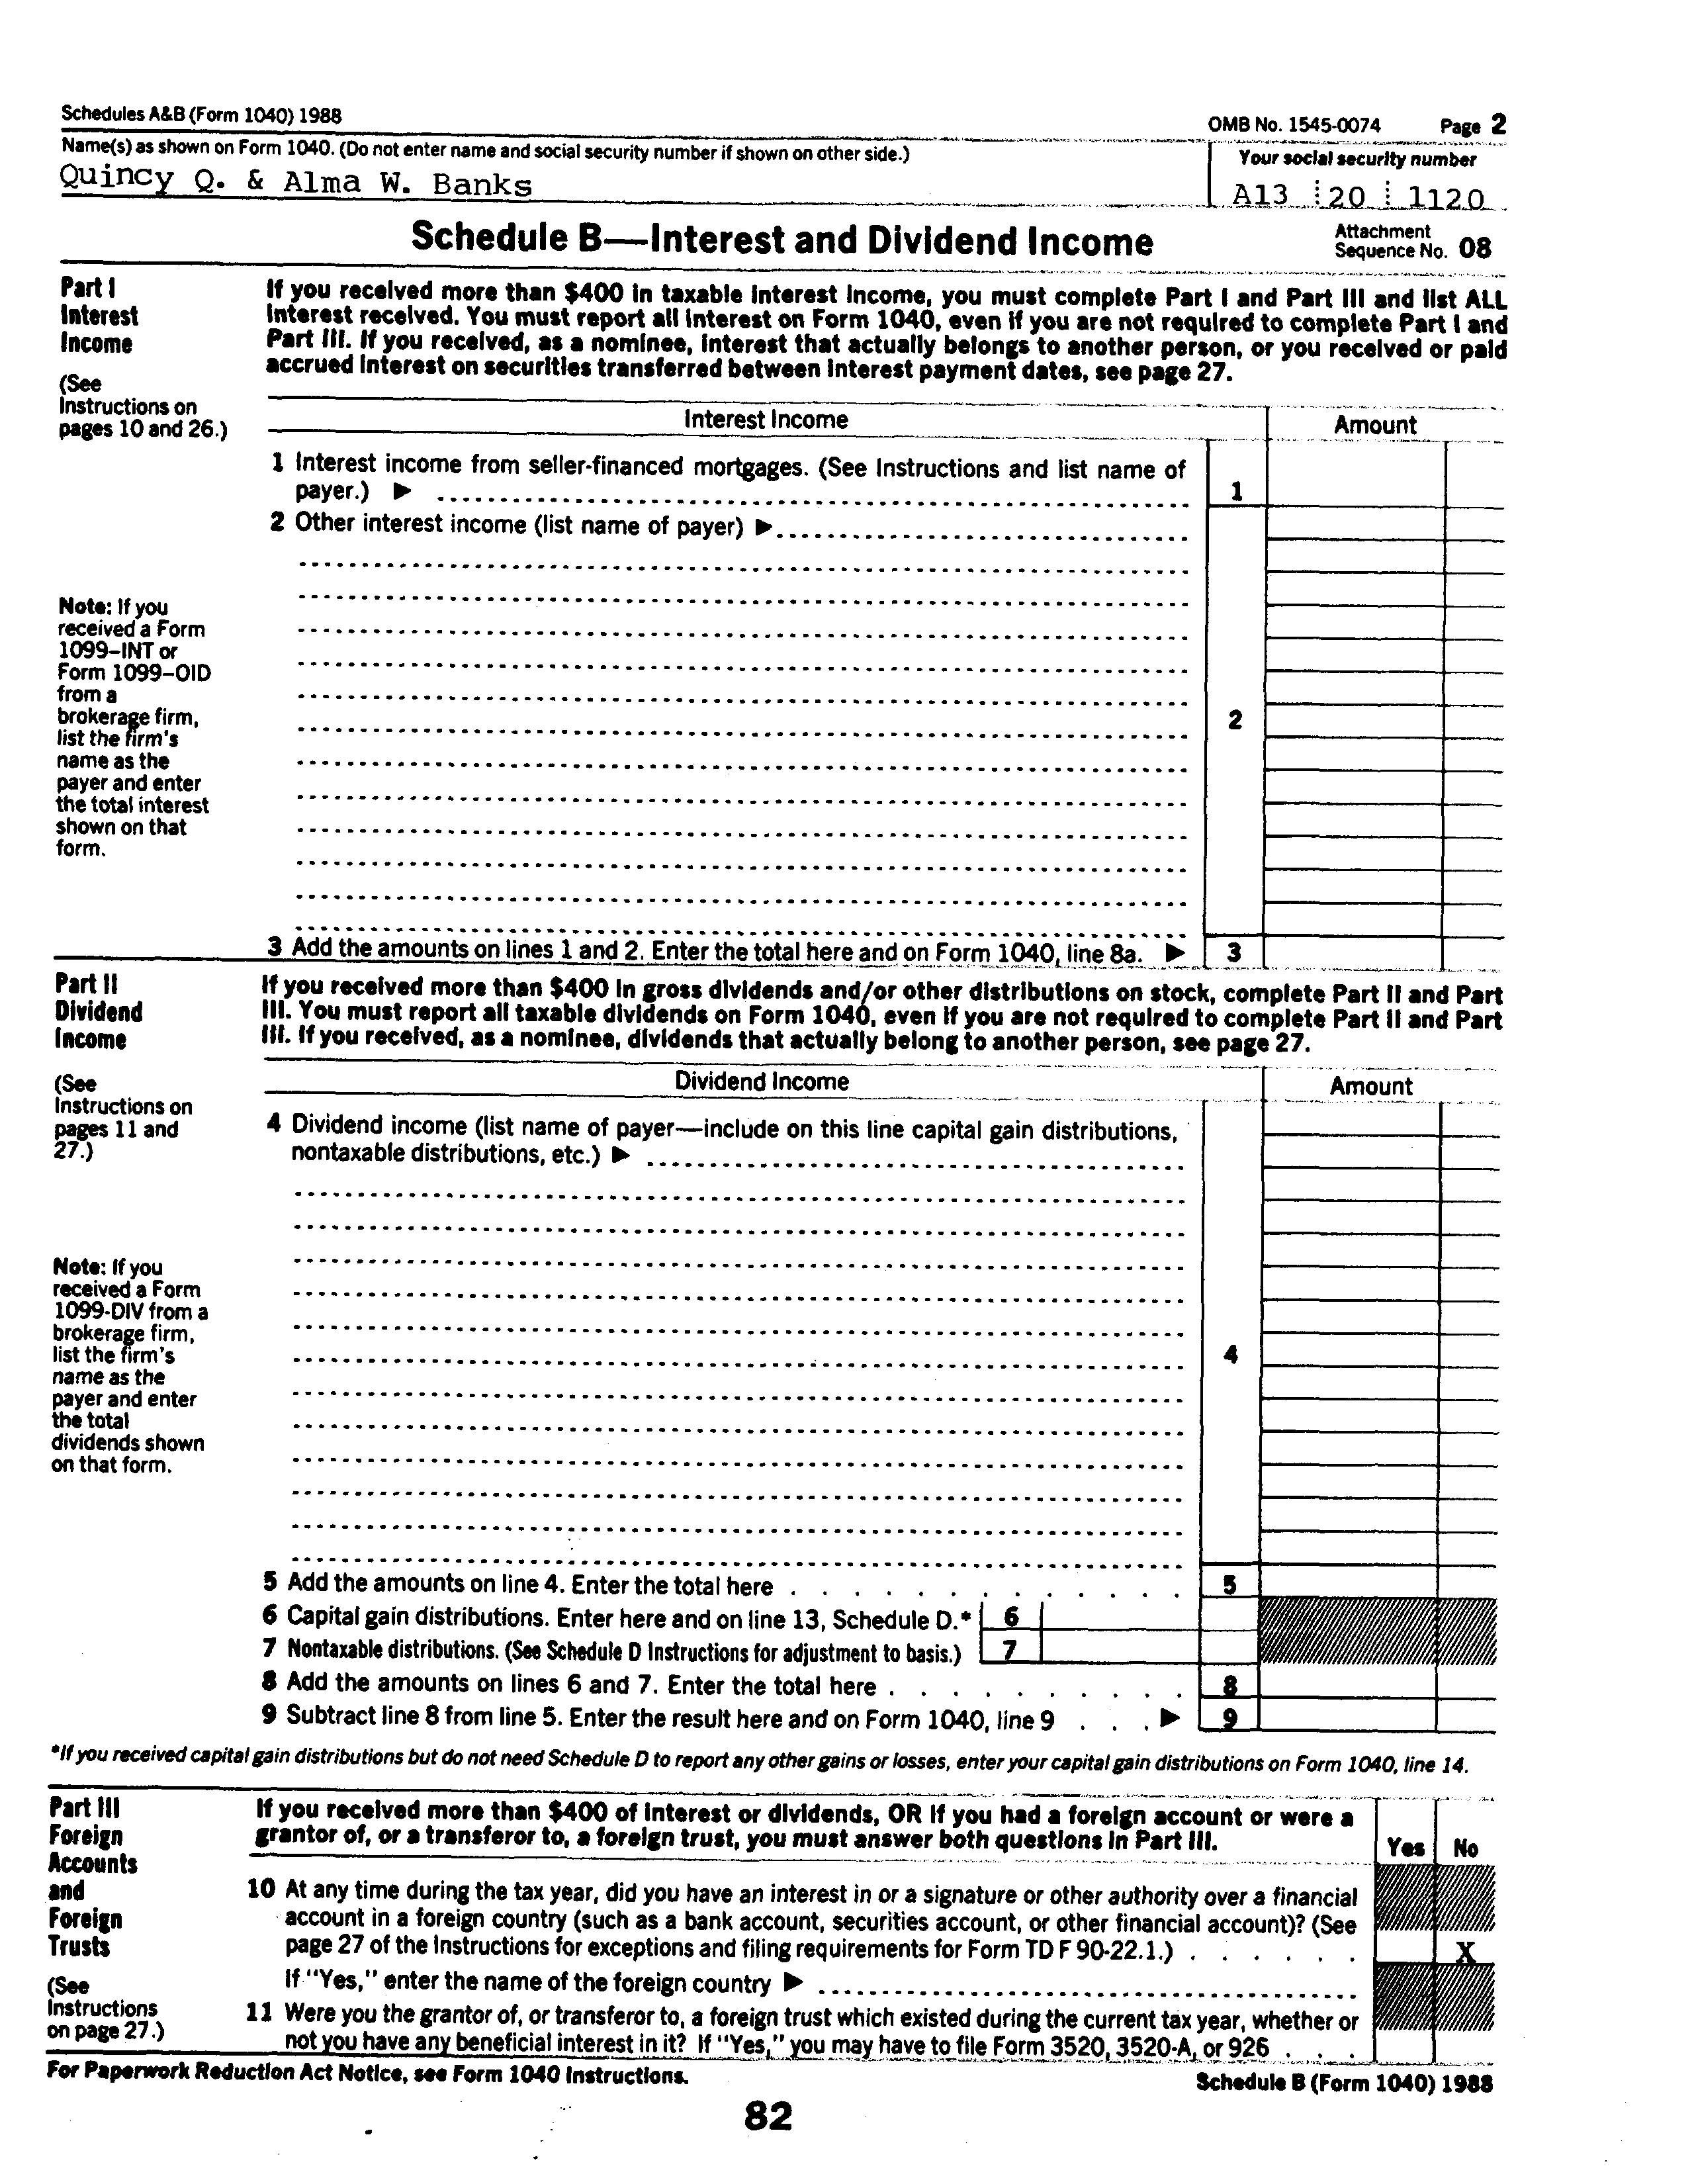 Schedules A&B (Form 1040) 1988
OMB No. 1545-0074 Page 2
Name(s) as shown on Form 1040. (Do not enter name and social security number if shown on other side.)
Your social security number
Quincy Q. & Alma W. Banks
A13 20 1120
Schedule B—Interest and Dividend Income
Attachment
Sequence No. 08
Part I
Interest
Income
(See
Instructions on
pages 10 and 26.)
If you received more than $400 in taxable interest income, you must complete Part I and Part III and list ALL
interest received. You must report all interest on Form 1040, even if you are not required to complete Part I and
Part III. If you received, as a nominee, interest that actually belongs to another person, or you received or paid
accrued interest on securities transferred between interest payment dates, see page 27.
Interest Income
Amount
1 Interest income from seller-financed mortgages. (See Instructions and list name of
payer.) ▶
1
2 Other interest income (list name of payer) ▶
Note: If you
received a Form
1099–INT or
Form 1099–OID
from a
brokerage firm,
list the firm's
name as the
payer and enter
the total interest
shown on that
form.
2
3 Add the amounts on lines 1 and 2. Enter the total here and on Form 1040, line 8a. ▶
3
Part II
Dividend
Income
(See
Instructions on
pages 11 and
27.)
If you received more than $400 in gross dividends and/or other distributions on stock, complete Part II and Part
III. You must report all taxable dividends on Form 1040, even if you are not required to complete Part II and Part
III. If you received, as a nominee, dividends that actually belong to another person, see page 27.
Dividend Income
Amount
4 Dividend income (list name of payer—include on this line capital gain distributions,
nontaxable distributions, etc.) ▶
Note: If you
received a Form
1099-DIV from a
brokerage firm,
list the firm's
name as the
payer and enter
the total
dividends shown
on that form.
4
5 Add the amounts on line 4. Enter the total here . . . . . . . . . . . . .
5
6 Capital gain distributions. Enter here and on line 13, Schedule D.*
6
7 Nontaxable distributions. (See Schedule D Instructions for adjustment to basis.)
7
8 Add the amounts on lines 6 and 7. Enter the total here . . . . . . . . . .
8
9 Subtract line 8 from line 5. Enter the result here and on Form 1040, line 9 . . . ▶
9
*If you received capital gain distributions but do not need Schedule D to report any other gains or losses, enter your capital gain distributions on Form 1040, line 14.
Part III
Foreign
Accounts
and
Foreign
Trusts
(See
Instructions
on page 27.)
If you received more than $400 of interest or dividends, OR if you had a foreign account or were a
grantor of, or a transferor to, a foreign trust, you must answer both questions in Part III.
Yes No
10 At any time during the tax year, did you have an interest in or a signature or other authority over a financial
account in a foreign country (such as a bank account, securities account, or other financial account)? (See
page 27 of the Instructions for exceptions and filing requirements for Form TD F 90-22.1.) . . . . . .
X
If "Yes," enter the name of the foreign country ▶
11 Were you the grantor of, or transferor to, a foreign trust which existed during the current tax year, whether or
not you have any beneficial interest in it? If "Yes," you may have to file Form 3520, 3520-A, or 926 . . .
For Paperwork Reduction Act Notice, see Form 1040 Instructions.
Schedule B (Form 1040) 1988
82